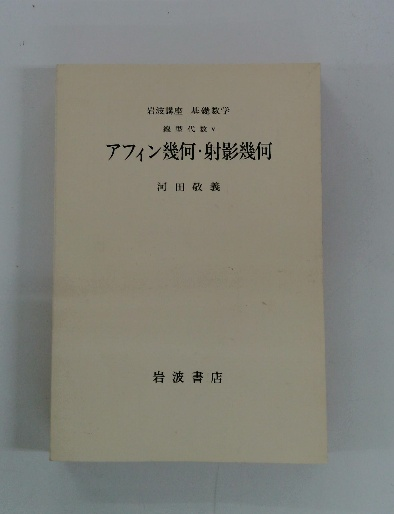 岩波講座 基礎数学
線型代数 v
アフィン幾何・射影幾何
河田敬義
岩波書店